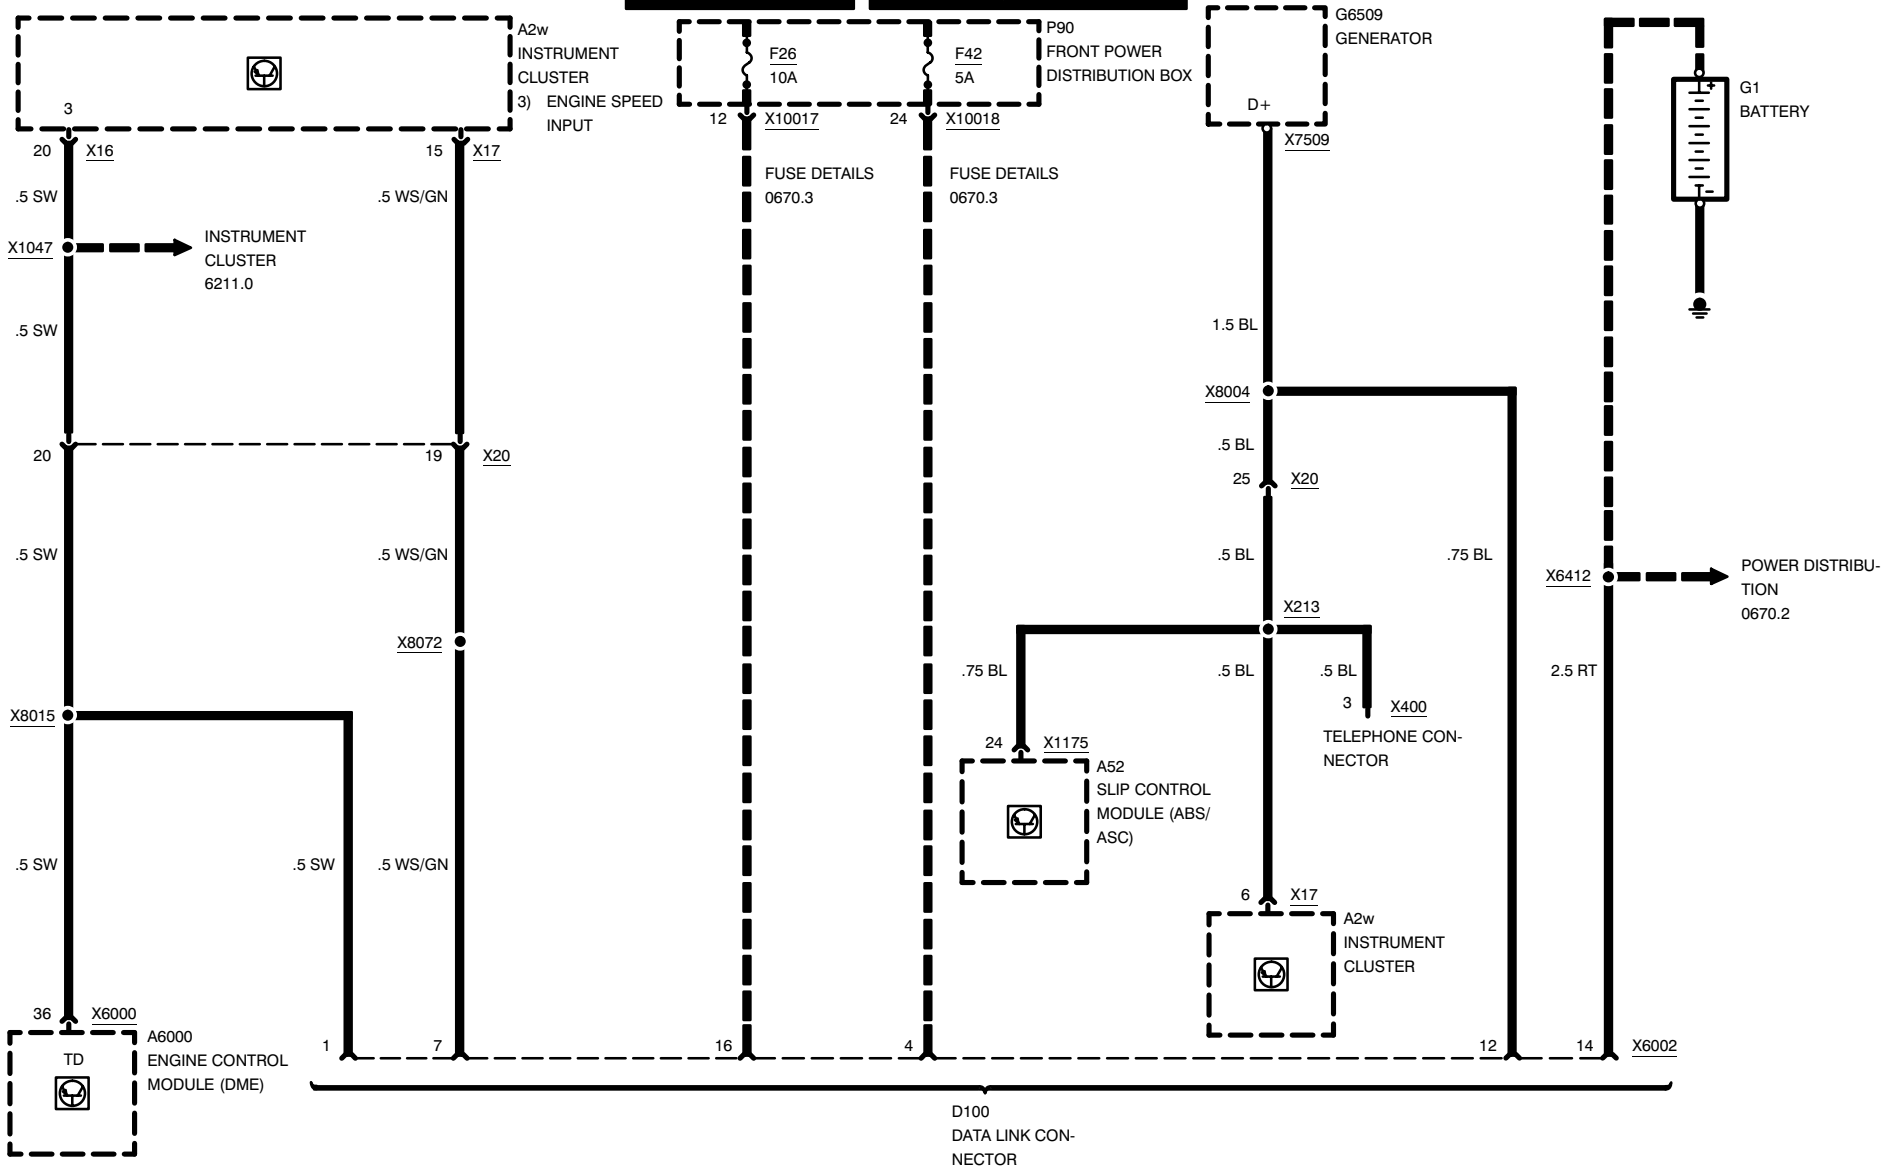 A2w
INSTRUMENT
CLUSTER
3) ENGINE SPEED
INPUT
3
20 X16
15 X17
.5 SW
.5 WS/GN
X1047
INSTRUMENT
CLUSTER
6211.0
.5 SW
20
19 X20
.5 SW
.5 WS/GN
X8072
X8015
.5 SW
.5 SW
.5 WS/GN
36 X6000
A6000
ENGINE CONTROL
MODULE (DME)
TD
P90
FRONT POWER
DISTRIBUTION BOX
F26
10A
F42
5A
12 X10017
24 X10018
FUSE DETAILS
0670.3
FUSE DETAILS
0670.3
G6509
GENERATOR
D+
X7509
1.5 BL
X8004
.5 BL
25 X20
.5 BL
.75 BL
X213
.75 BL
.5 BL
.5 BL
3 X400
TELEPHONE CON-
NECTOR
24 X1175
A52
SLIP CONTROL
MODULE (ABS/
ASC)
6 X17
A2w
INSTRUMENT
CLUSTER
G1
BATTERY
+
-
X6412
POWER DISTRIBU-
TION
0670.2
2.5 RT
1
7
16
4
12
14 X6002
D100
DATA LINK CON-
NECTOR